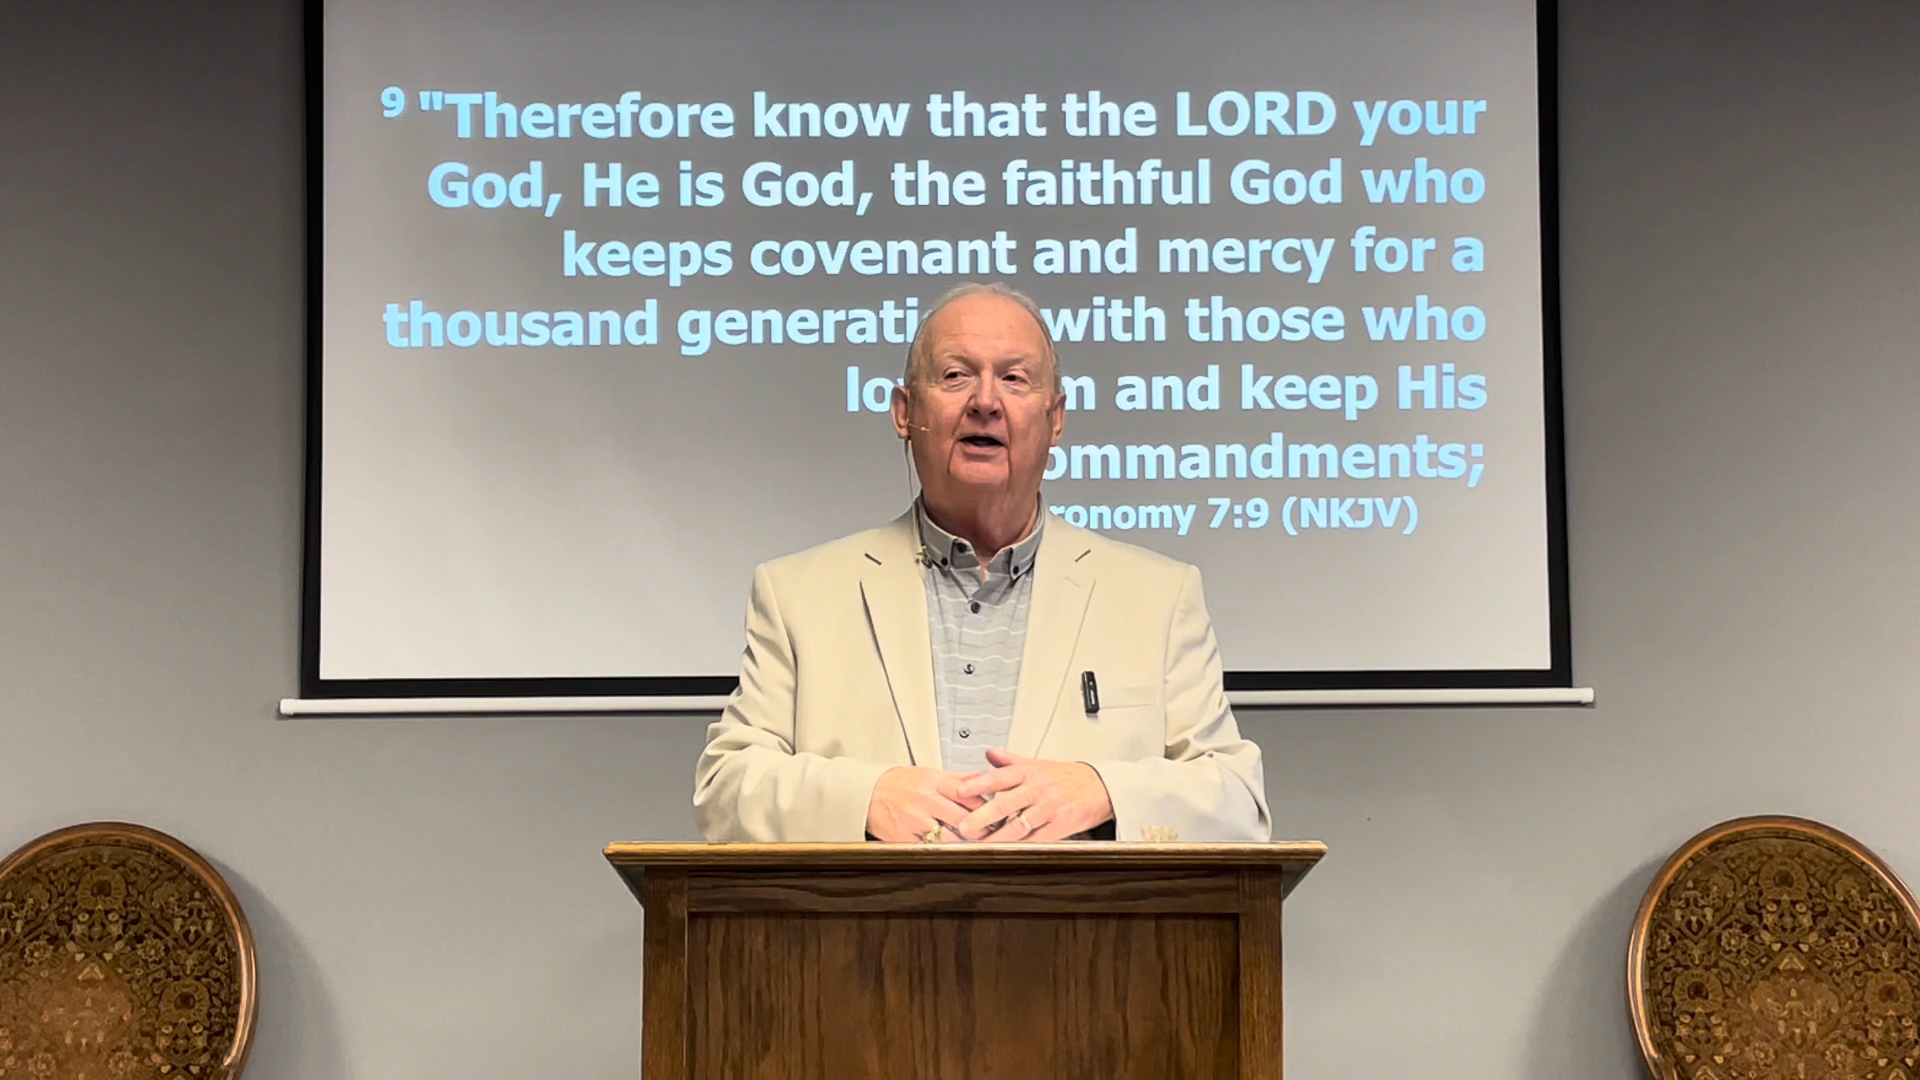 9 "Therefore know that the LORD your
God, He is God, the faithful God who
keeps covenant and mercy for a
thousand with those who
and keep His
7:9 (NKJV)